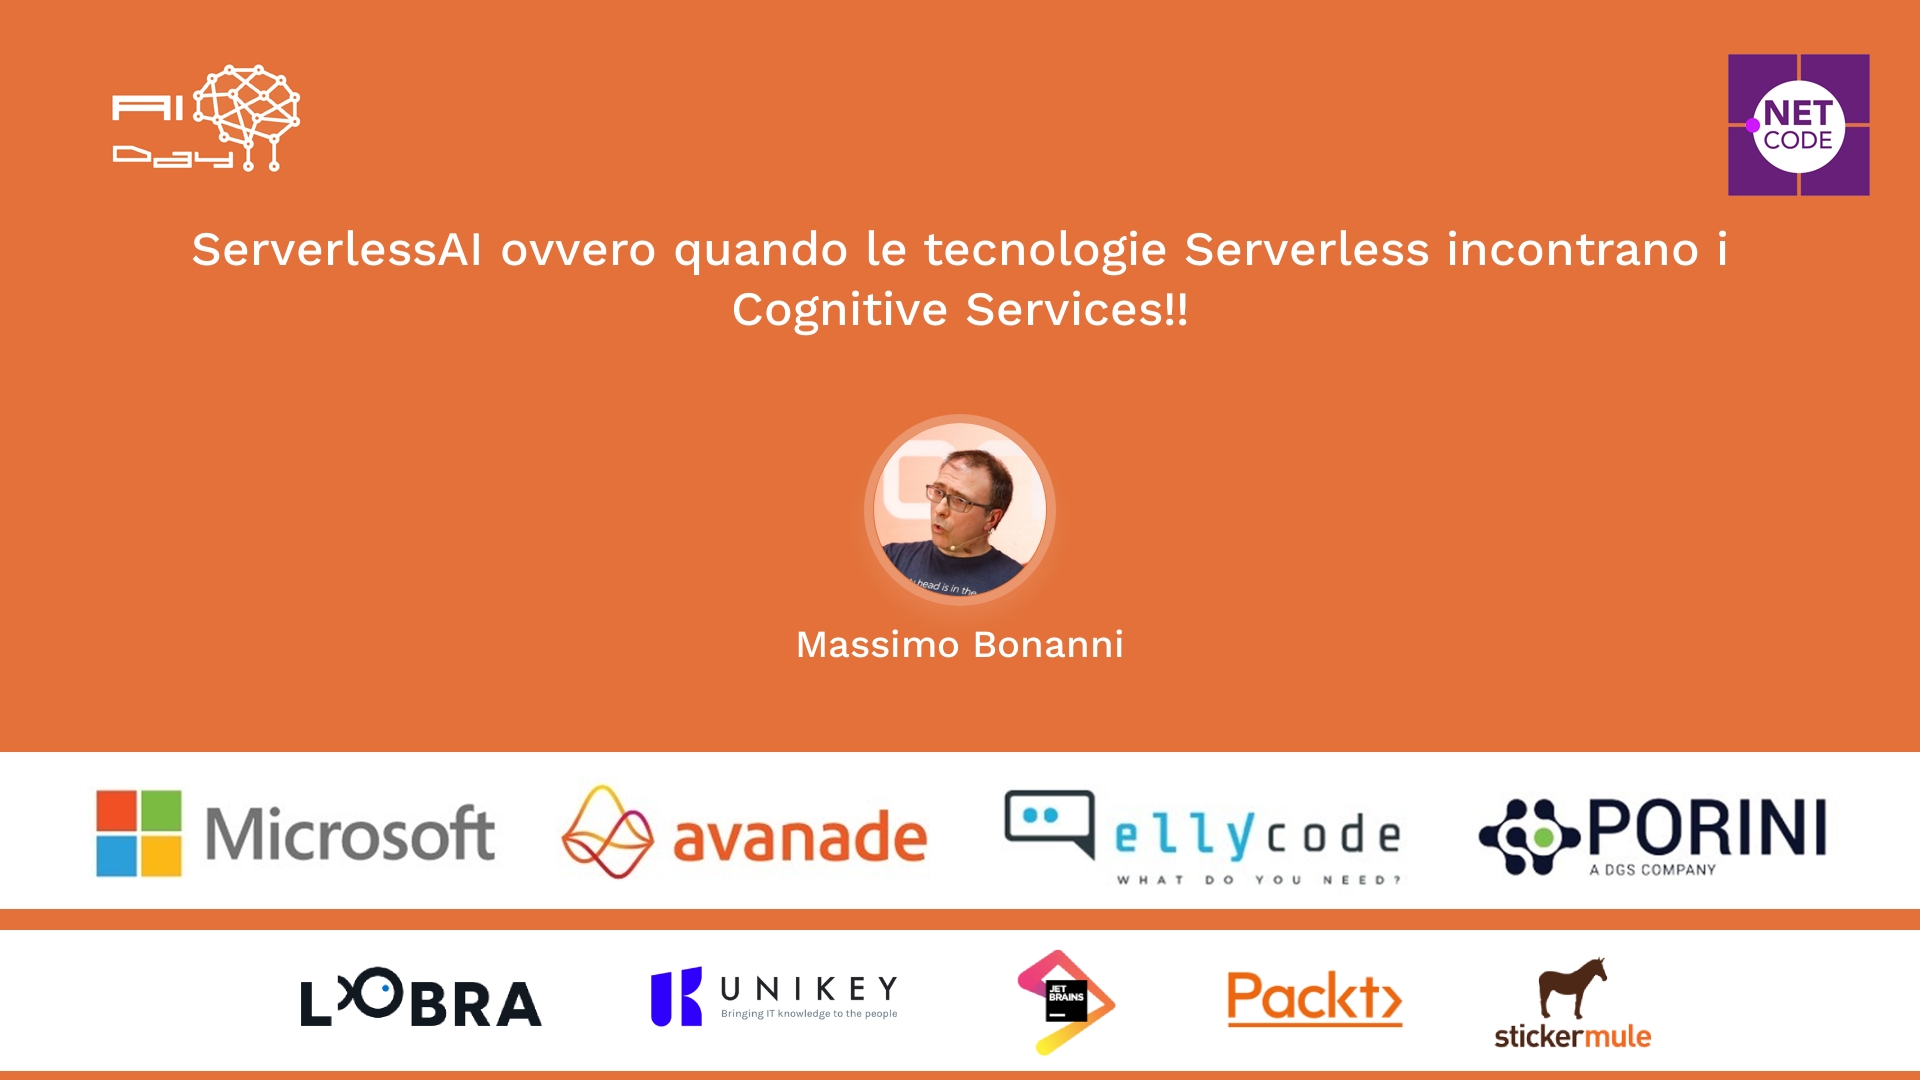 AI
Day
NET
CODE
ServerlessAI ovvero quando le tecnologie Serverless incontrano i
Cognitive Services!!
head is in the
Massimo Bonanni
Microsoft
avanade
ellycode
WHAT DO YOU NEED?
PORINI
A DGS COMPANY
LOBRA
UNIKEY
Bringing IT knowledge to the people
JET
BRAINS
Packt>
stickermule